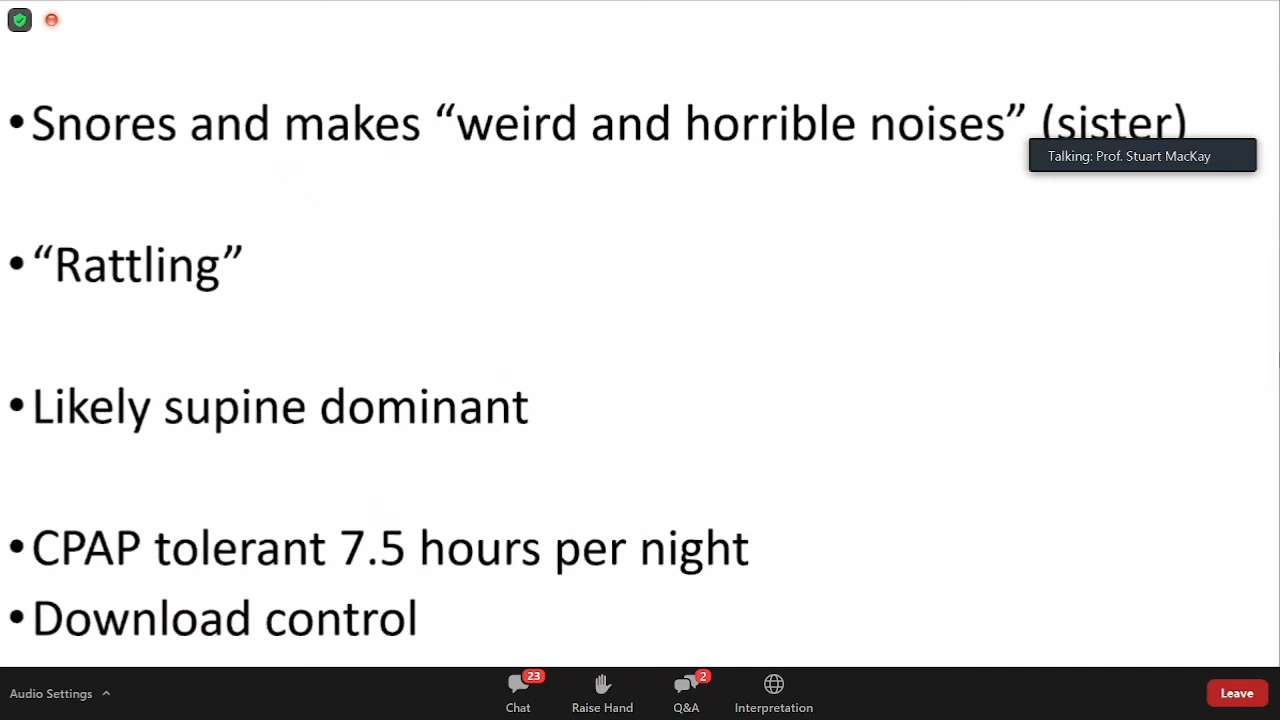 •Snores and makes “weird and horrible noises” (sister)
Talking: Prof. Stuart MacKay
•“Rattling”
•Likely supine dominant
•CPAP tolerant 7.5 hours per night
•Download control
Audio Settings
23
Chat
Raise Hand
2
Q&A
Interpretation
Leave